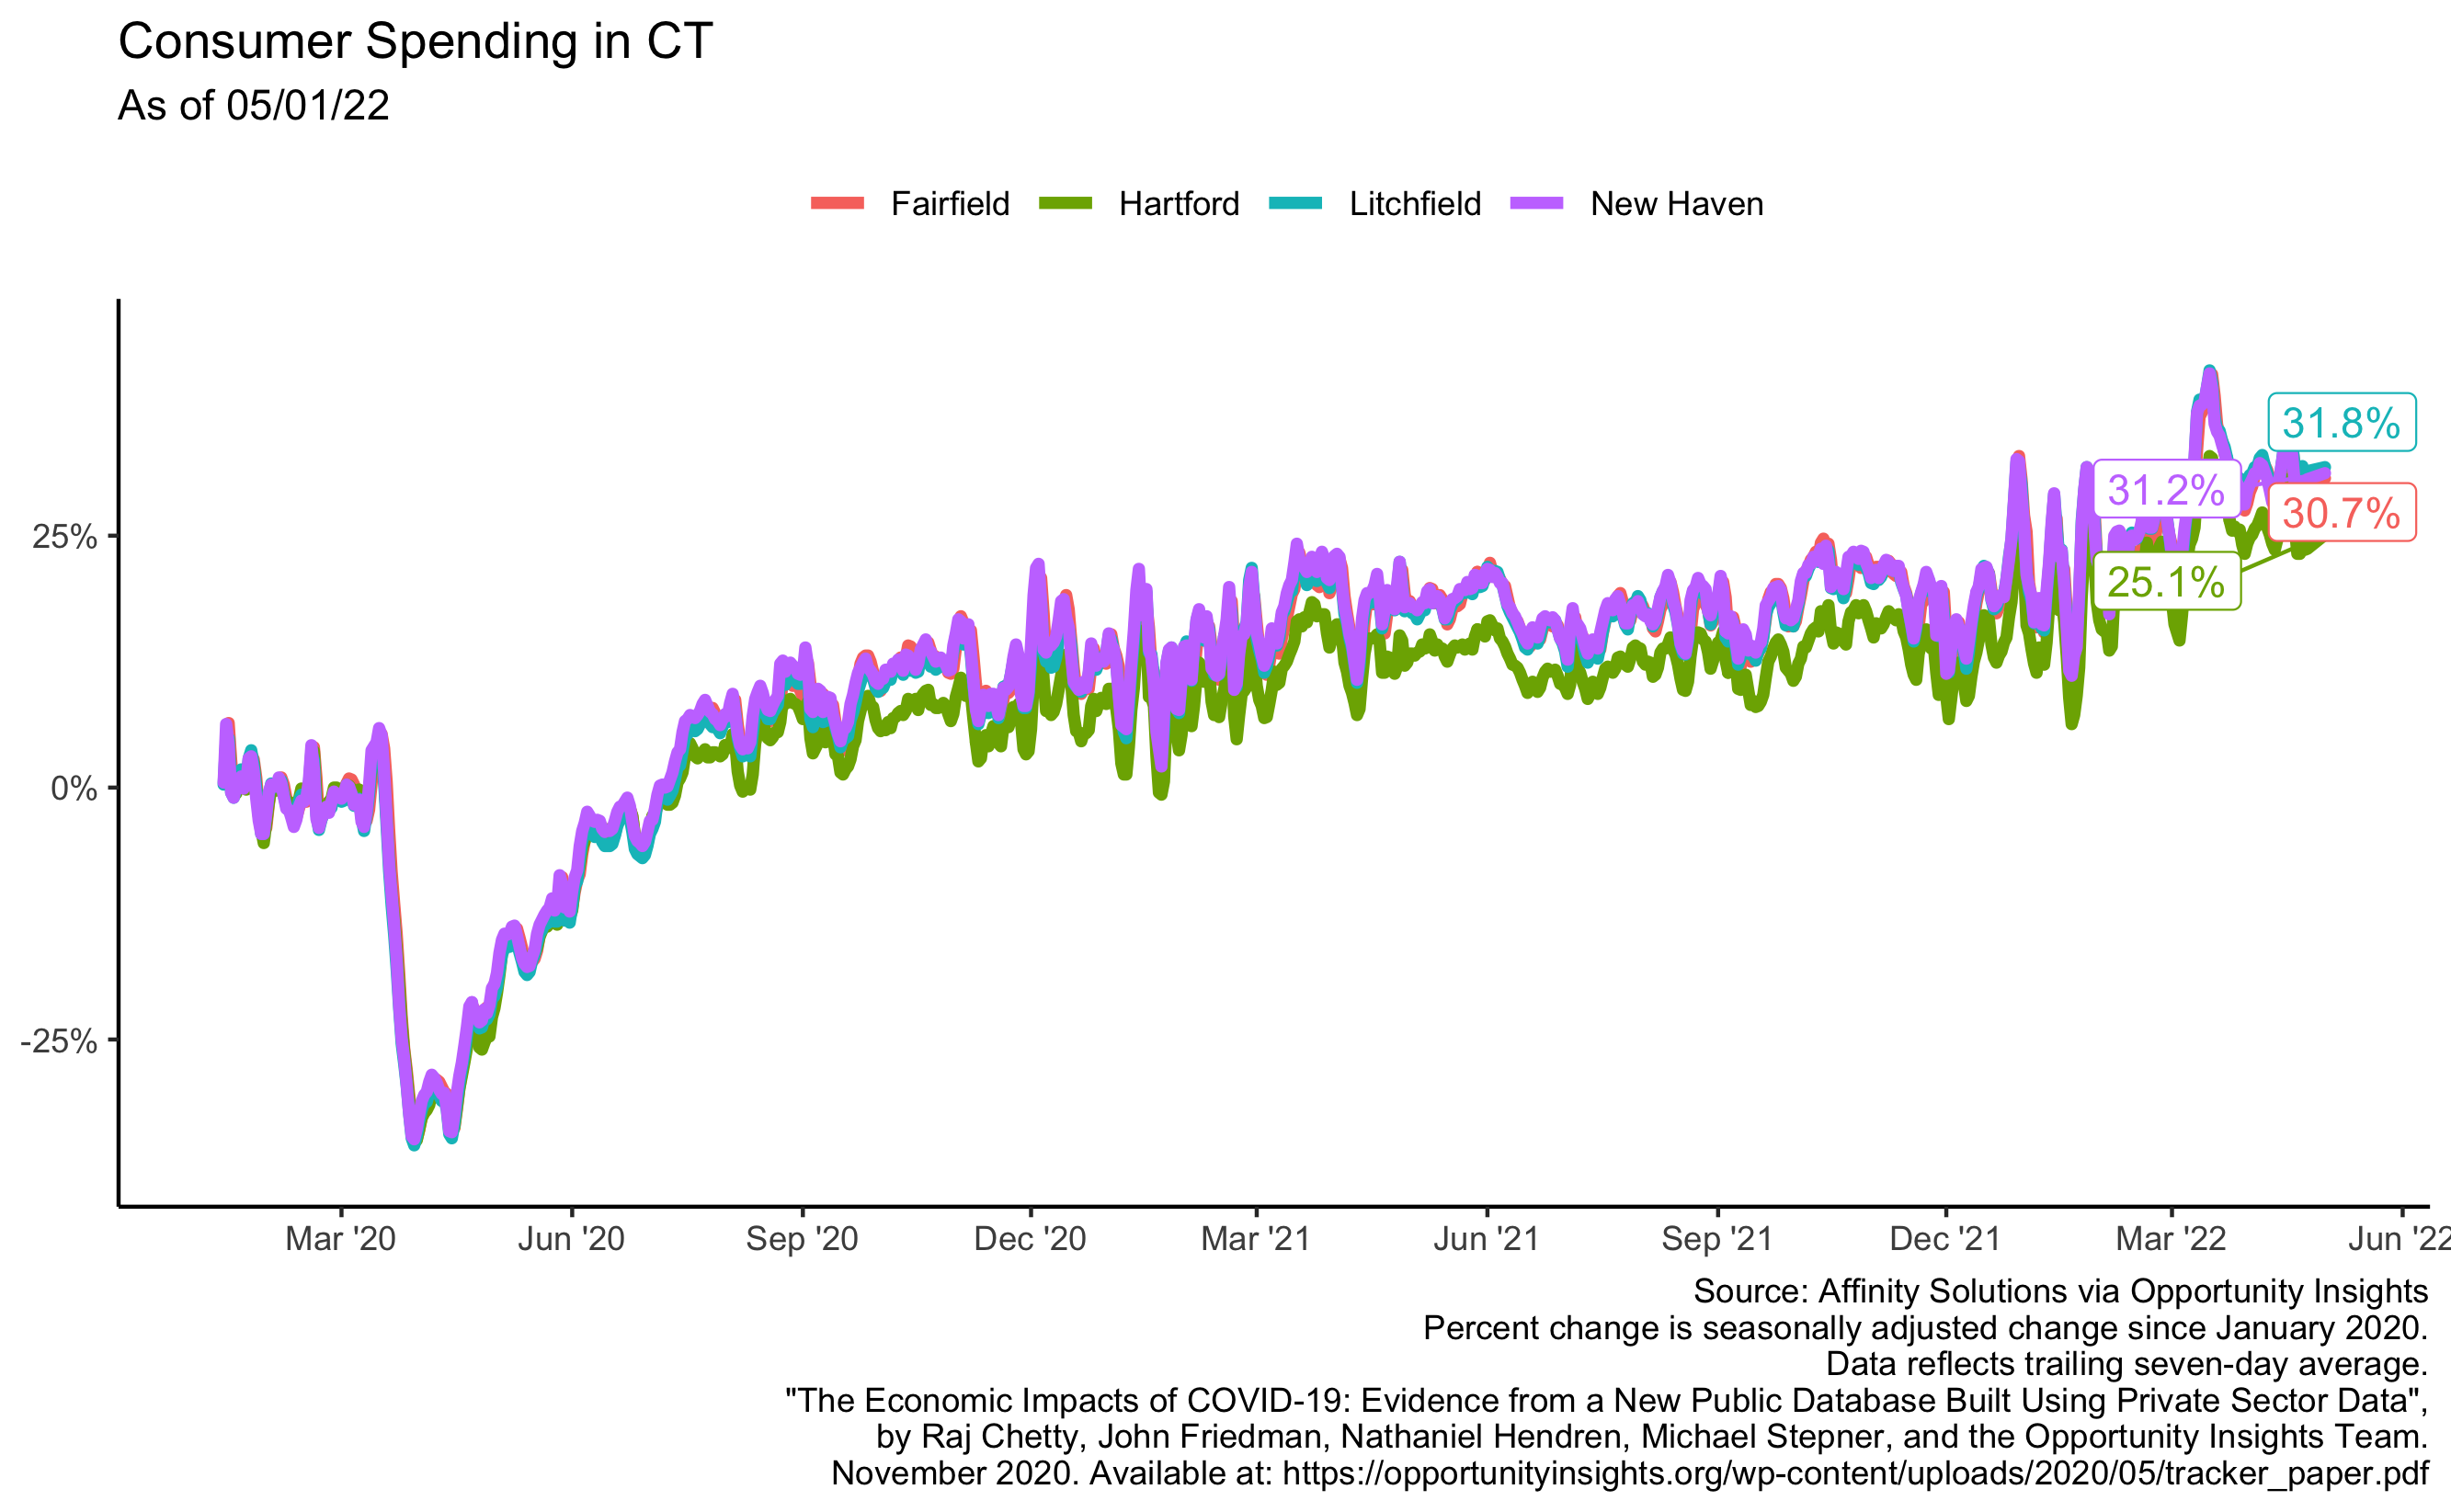 Consumer Spending in CT
As of 05/01/22
Fairfield Hartford Litchfield New Haven
31.8%
31.2%
30.7%
25.1%
25%
0%
-25%
Mar '20 Jun '20 Sep '20 Dec '20 Mar '21 Jun '21 Sep '21 Dec '21 Mar '22 Jun '22
Source: Affinity Solutions via Opportunity Insights
Percent change is seasonally adjusted change since January 2020.
Data reflects trailing seven-day average.
"The Economic Impacts of COVID-19: Evidence from a New Public Database Built Using Private Sector Data",
by Raj Chetty, John Friedman, Nathaniel Hendren, Michael Stepner, and the Opportunity Insights Team.
November 2020. Available at: https://opportunityinsights.org/wp-content/uploads/2020/05/tracker_paper.pdf